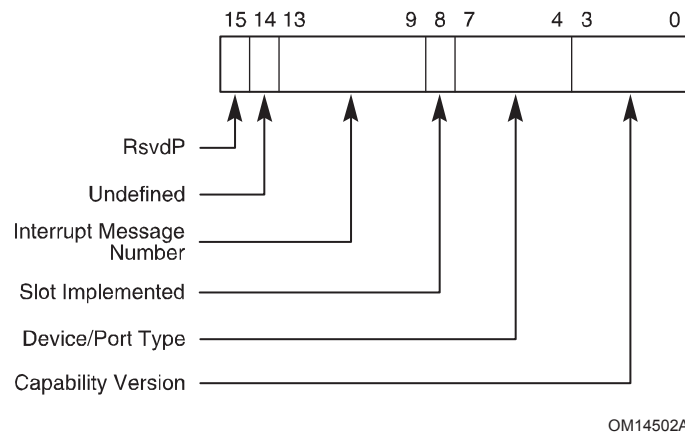 15 14 13 9 8 7 4 3 0
RsvdP
Undefined
Interrupt Message
Number
Slot Implemented
Device/Port Type
Capability Version
OM14502A